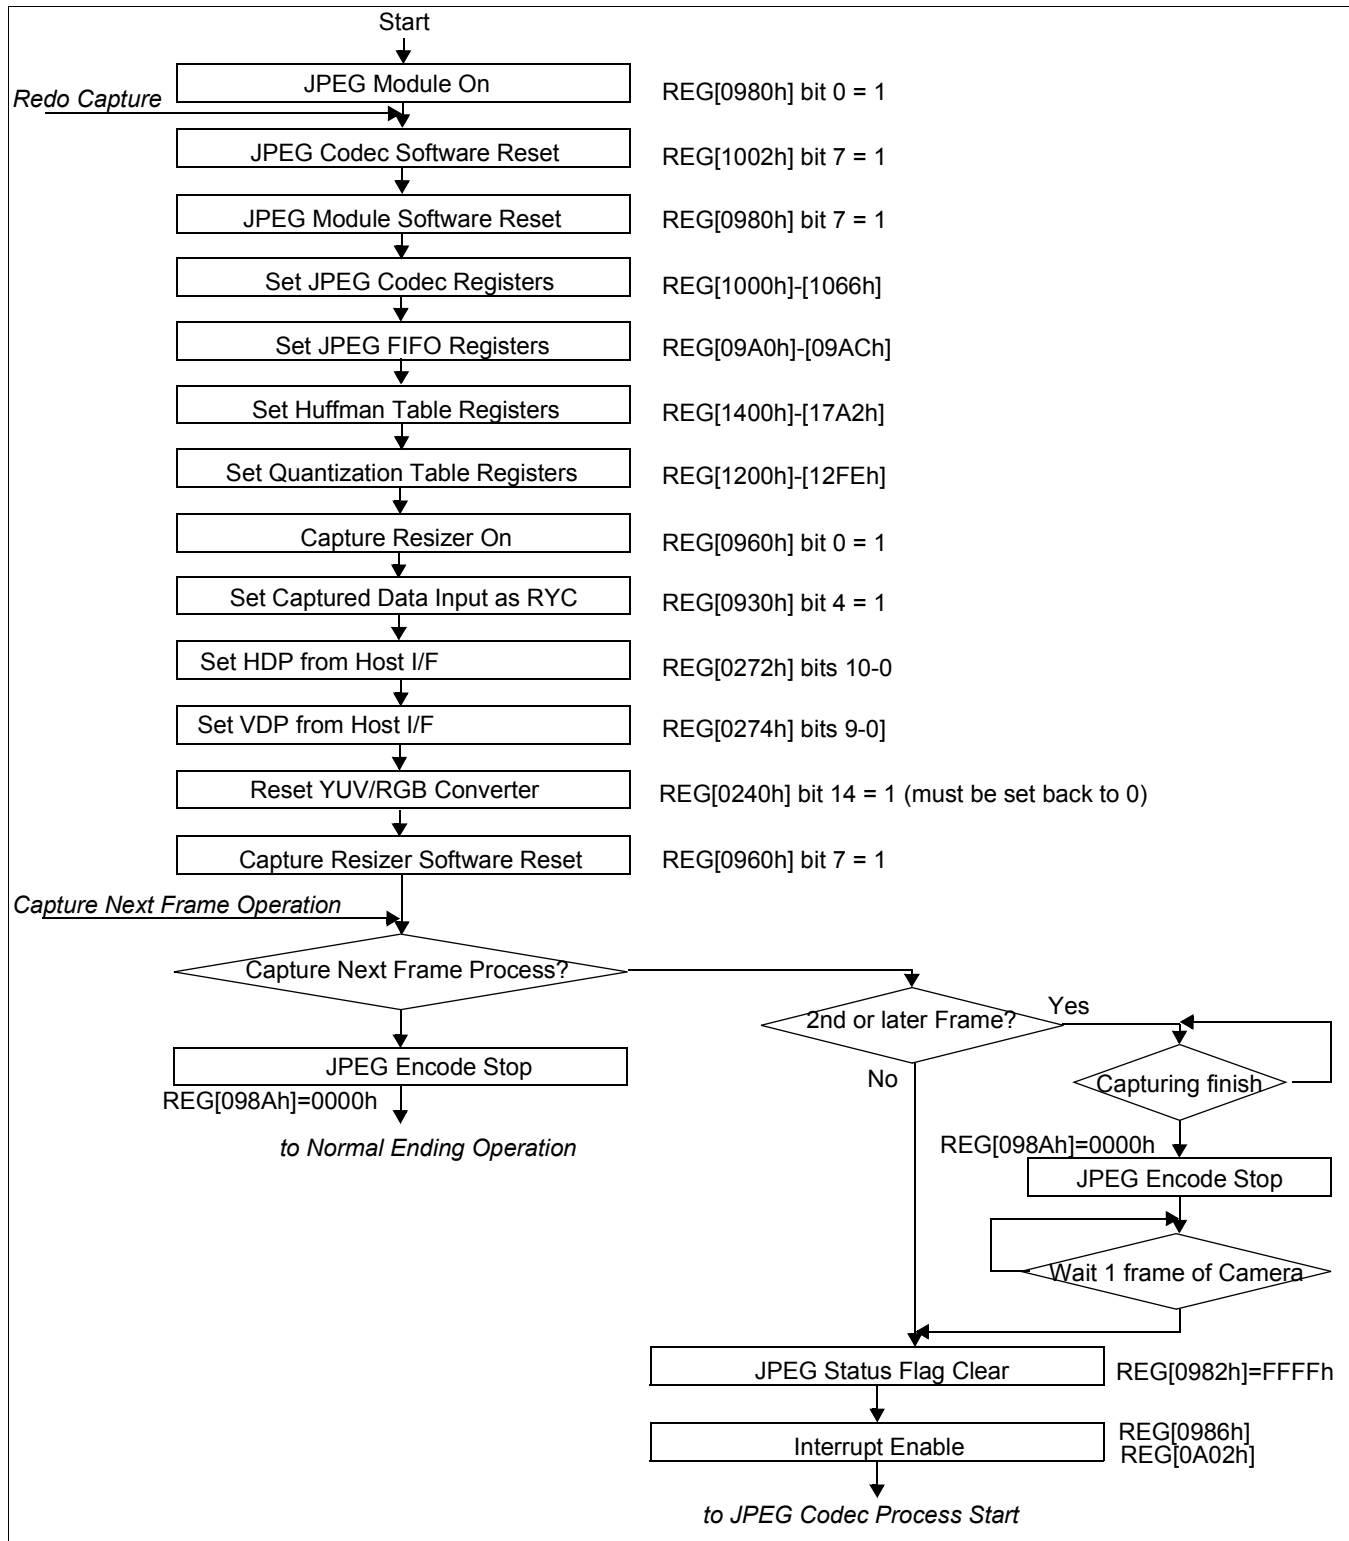 Start
JPEG Module On
REG[0980h] bit 0 = 1
Redo Capture
JPEG Codec Software Reset
REG[1002h] bit 7 = 1
JPEG Module Software Reset
REG[0980h] bit 7 = 1
Set JPEG Codec Registers
REG[1000h]-[1066h]
Set JPEG FIFO Registers
REG[09A0h]-[09ACh]
Set Huffman Table Registers
REG[1400h]-[17A2h]
Set Quantization Table Registers
REG[1200h]-[12FEh]
Capture Resizer On
REG[0960h] bit 0 = 1
Set Captured Data Input as RYC
REG[0930h] bit 4 = 1
Set HDP from Host I/F
REG[0272h] bits 10-0
Set VDP from Host I/F
REG[0274h] bits 9-0]
Reset YUV/RGB Converter
REG[0240h] bit 14 = 1 (must be set back to 0)
Capture Resizer Software Reset
REG[0960h] bit 7 = 1
Capture Next Frame Operation
Capture Next Frame Process?
2nd or later Frame?
Yes
No
Capturing finish
JPEG Encode Stop
REG[098Ah]=0000h
to Normal Ending Operation
REG[098Ah]=0000h
JPEG Encode Stop
Wait 1 frame of Camera
JPEG Status Flag Clear
REG[0982h]=FFFFh
Interrupt Enable
REG[0986h]
REG[0A02h]
to JPEG Codec Process Start